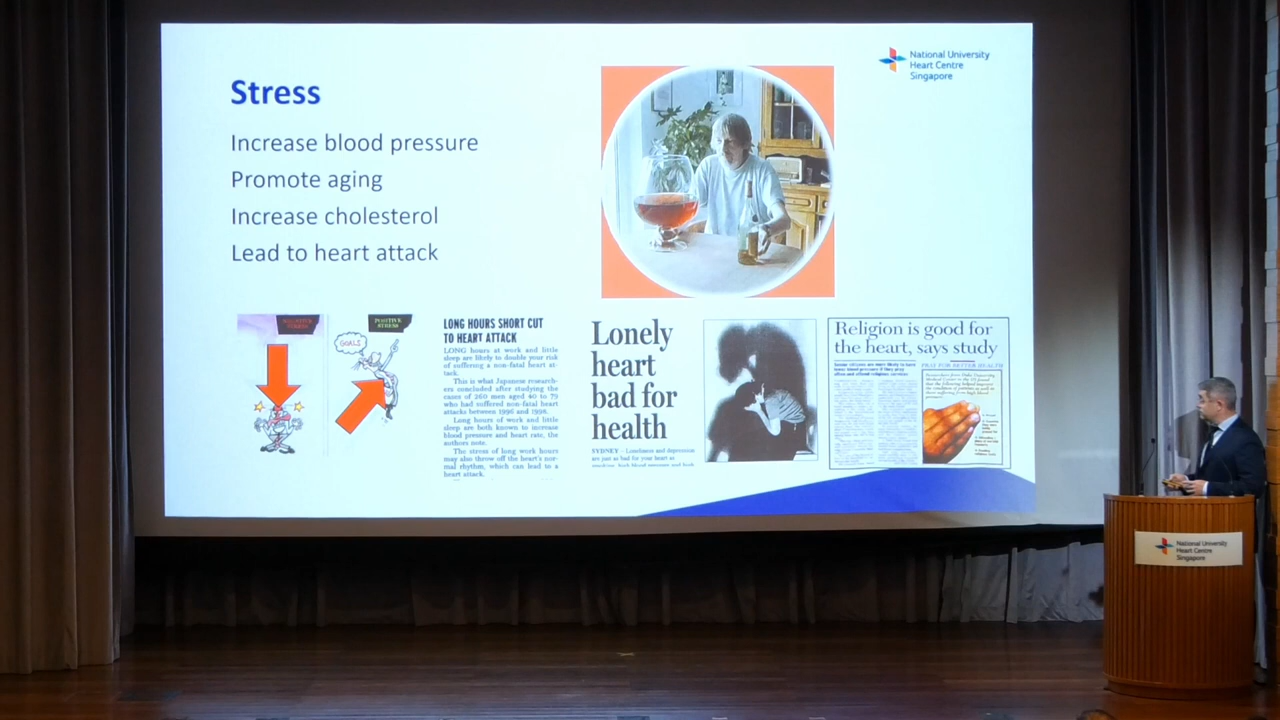 National University
Heart Centre
Singapore
Stress
Increase blood pressure
Promote aging
Increase cholesterol
Lead to heart attack
STRESS
POSITIVE
STRESS
GOALS
LONG HOURS SHORT CUT
TO HEART ATTACK
LONG hours at work and little
sleep are likely to double your risk
of suffering a non-fatal heart at-
tack.
This is what Japanese research-
ers concluded after studying the
cases of 260 men aged 40 to 79
who had suffered non-fatal heart
attacks between 1996 and 1998.
Long hours of work and little
sleep are both known to increase
blood pressure and heart rate, the
authors note.
The stress of long work hours
may also throw off the heart's nor-
mal rhythm, which can lead to a
heart attack.
Lonely
heart
bad for
health
SYDNEY – Loneliness and depression
are just as bad for your heart as
Religion is good for
the heart, says study
PRAY FOR BETTER HEALTH
National University
Heart Centre
Singapore